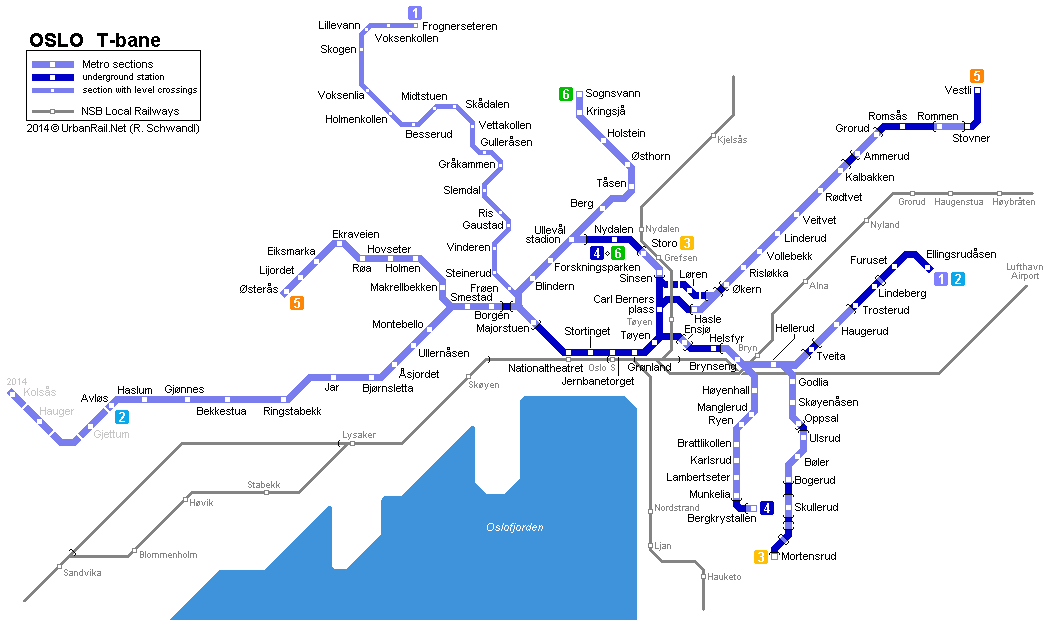 OSLO T-bane
Metro sections
underground station
section with level crossings
NSB Local Railways
2014 © UrbanRail.Net (R. Schwandl)
1
Lillevann
Frognerseteren
Voksenkollen
Skogen
Voksenlia
Holmenkollen
Midtstuen
Besserud
Skådalen
Vettakollen
Gulleråsen
Gråkammen
Slemdal
Ris
Gaustad
Vinderen
Steinerud
Frøen
Borgen
Majorstuen
6
Sognsvann
Kringsjå
Holstein
Østhorn
Tåsen
Berg
Ullevål
stadion
Forskningsparken
Blindern
Nydalen
4
6
Storo
3
Grefsen
Nydalen
Kjelsås
Sinsen
Carl Berners
plass
Tøyen
Tøyen
Løren
Hasle
Økern
Risløkka
Vollebekk
Linderud
Veitvet
Rødtvet
Kalbakken
Ammerud
Grorud
Romsås
Rommen
Stovner
Vestli
5
Grorud
Haugenstua
Høybråten
Nyland
Alna
Bryn
Lufthavn
Airport
Ekraveien
Eiksmarka
Lijordet
Østerås
5
Røa
Hovseter
Holmen
Makrellbekken
Smestad
Montebello
Ullernåsen
Åsjordet
Bjørnsletta
Jar
Ringstabekk
Bekkestua
Gjønnes
Haslum
Avløs
2
2014
Kolsås
Hauger
Gjettum
Stortinget
Nationaltheatret
Oslo S
Jernbanetorget
Grønland
Ensjø
Helsfyr
Brynseng
Hellerud
Tveita
Haugerud
Trosterud
Lindeberg
Furuset
Ellingsrudåsen
1
2
Høyenhall
Manglerud
Ryen
Brattlikollen
Karlsrud
Lambertseter
Munkelia
Bergkrystallen
4
Godlia
Skøyenåsen
Oppsal
Ulsrud
Bøler
Bogerud
Skullerud
Mortensrud
3
Skøyen
Lysaker
Stabekk
Høvik
Blommenholm
Sandvika
Oslofjorden
Nordstrand
Ljan
Hauketo